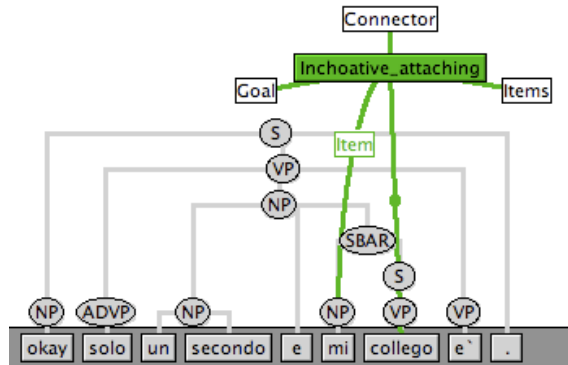 Connector
Inchoative_attaching
Goal Items
S Item
VP
NP
SBAR
S
NP ADVP NP NP VP VP
okay solo un secondo e mi collego e` .